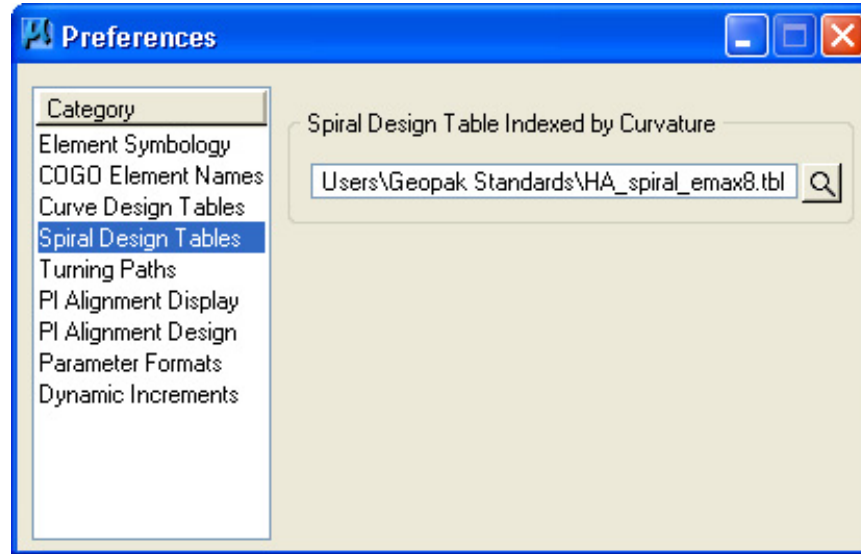 Preferences
Category
Element Symbology
COGO Element Names
Curve Design Tables
Spiral Design Tables
Turning Paths
PI Alignment Display
PI Alignment Design
Parameter Formats
Dynamic Increments
Spiral Design Table Indexed by Curvature
Users\Geopak Standards\HA_spiral_emax8.tbl